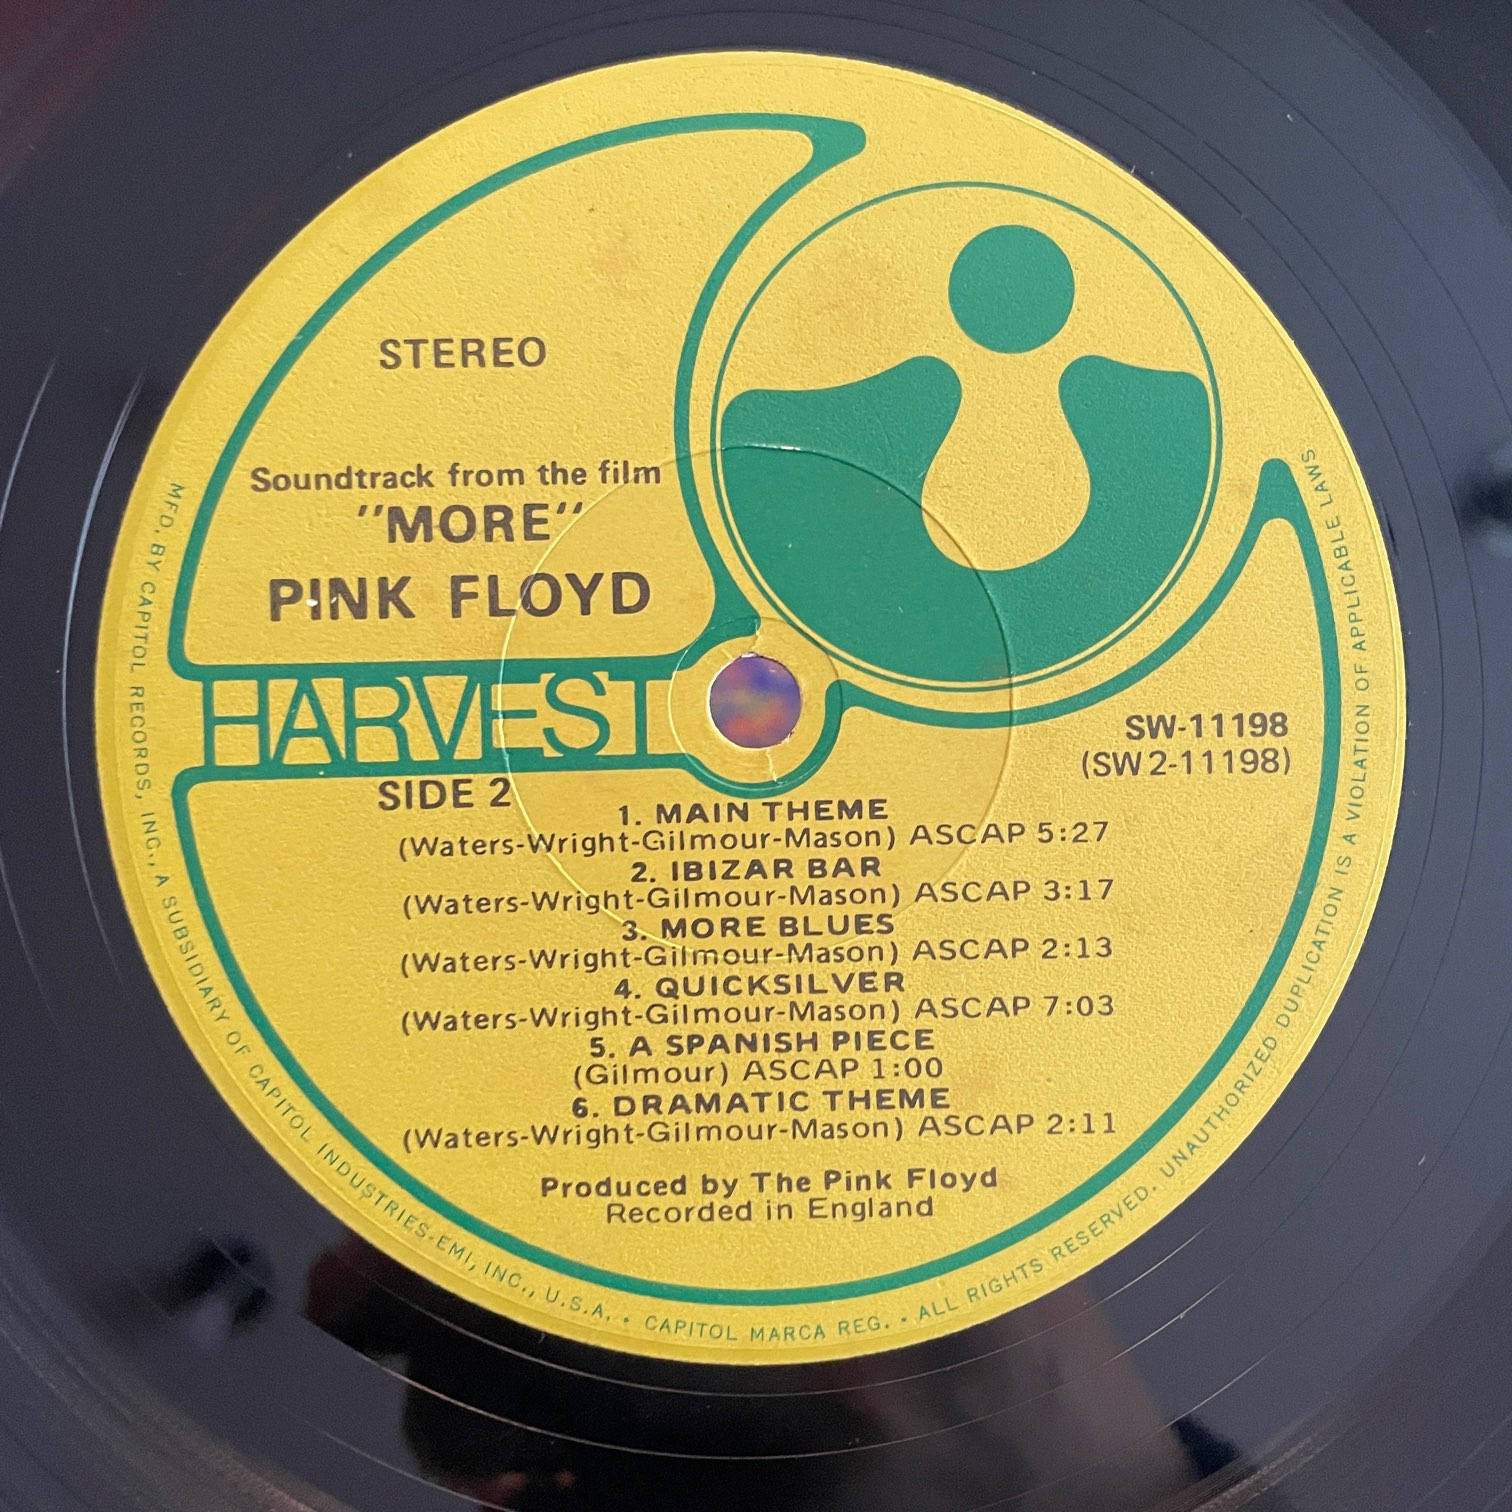 STEREO
Soundtrack from the film
"MORE"
PINK FLOYD
HARVEST
SW-11198
(SW2-11198)
SIDE 2
1. MAIN THEME
(Waters-Wright-Gilmour-Mason) ASCAP 5:27
2. IBIZAR BAR
(Waters-Wright-Gilmour-Mason) ASCAP 3:17
3. MORE BLUES
(Waters-Wright-Gilmour-Mason) ASCAP 2:13
4. QUICKSILVER
(Waters-Wright-Gilmour-Mason) ASCAP 7:03
5. A SPANISH PIECE
(Gilmour) ASCAP 1:00
6. DRAMATIC THEME
(Waters-Wright-Gilmour-Mason) ASCAP 2:11
Produced by The Pink Floyd
Recorded in England
MFD. BY CAPITOL RECORDS, INC., A SUBSIDIARY OF CAPITOL INDUSTRIES-EMI, INC., U.S.A. • CAPITOL MARCA REG. • ALL RIGHTS RESERVED. UNAUTHORIZED DUPLICATION IS A VIOLATION OF APPLICABLE LAWS